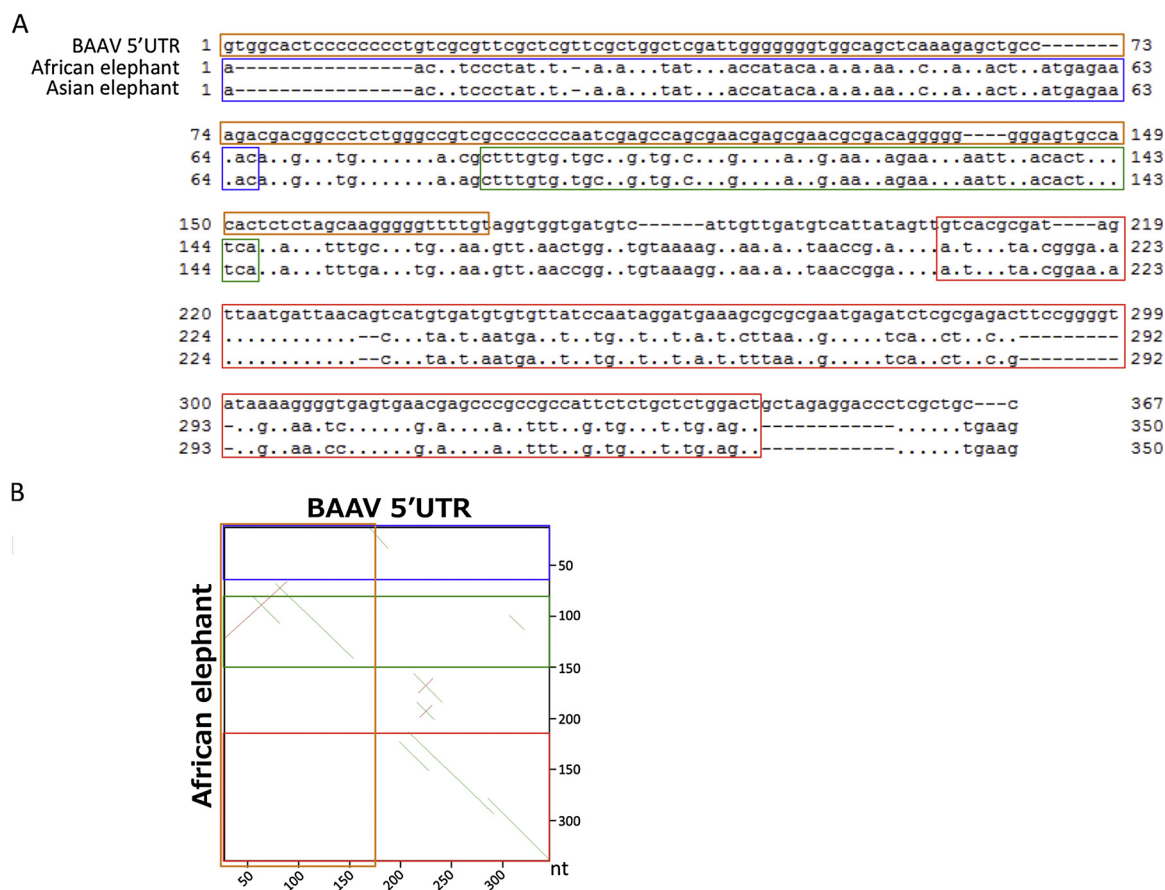 A
BAAV 5′UTR 1 gtggcactcccccccctgtcgcgttcgctcgttcgctggctcgattgggggggtggcagctcaaagagctgcc------- 73
African elephant 1 a----------------ac..tccctat.t.-.a.a...tat...accataca.a.a.aa..c..a..act..atgagaa 63
Asian elephant 1 a----------------ac..tccctat.t.-.a.a...tat...accataca.a.a.aa..c..a..act..atgagaa 63
74 agacgacggccctctgggccgtcgcccccccaatcgagccagcgaacgagcgaacgcgacaggggg----gggagtgcca 149
64 .aca..g...tg.......a.cgctttgtg.tgc..g.tg.c...g....a..g.aa..agaa...aatt..acact... 143
64 .aca..g...tg.......a.agctttgtg.tgc..g.tg.c...g....a..g.aa..agaa...aatt..acact... 143
150 cactctctagcaagggggttttgtaggtggtgatgtc------attgttgatgtcattatagttgtcacgcgat----ag 219
144 tca..a...tttgc...tg..aa.gtt.aactgg..tgtaaaag.aa.a..taaccg.a....a.t...ta.cggga.a 223
144 tca..a...tttga...tg..aa.gtt.aaccgg..tgtaaagg..aa.a..taaccgga....a.t...ta.cggaa.a 223
220 ttaatgattaacagtcatgtgatgtgtgtgttatccaataggatgaaagcgcgcgaatgagatctcgcgagacttccggggt 299
224 ............--c...ta.t.aatga..t..tg..t..t.a.t.cttaa..g.....tca..ct..c.--------- 292
224 ............--c...ta.t.aatga..t..tg..t..t.a.t.tttaa..g.....tca..ct..c.g--------- 292
300 ataaaaggggtgagtgaacgagcccgccgccattctctgctctggactgctagaggaccctcgctgc---c 367
293 -..g..aa.tc......g.a....a..ttt...g.tg...t.tg.ag..------------......tgaag 350
293 -..g..aa.cc......g.a....a..ttt...g.tg...t.tg.ag..------------......tgaag 350
B
BAAV 5′UTR
African elephant
50
100
150
200
150
300
50 100 150 200 250 300 nt